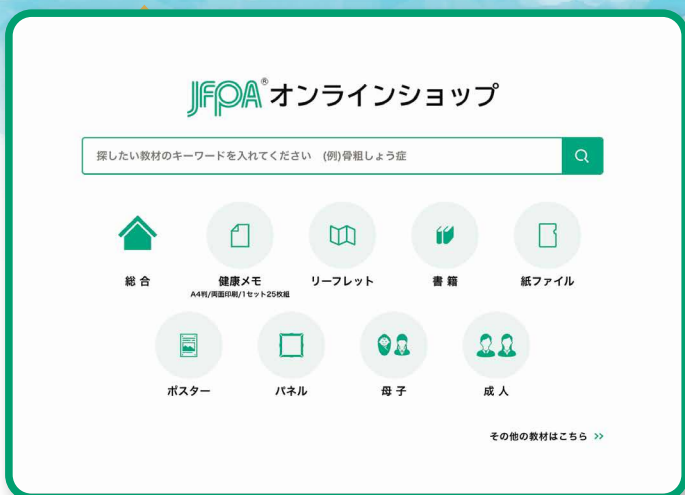 JFPA® オンラインショップ
探したい教材のキーワードを入れてください (例)骨粗しょう症
総合
健康メモ
A4判/両面印刷/1セット25枚組
リーフレット
書籍
紙ファイル
ポスター
パネル
母子
成人
その他の教材はこちら >>